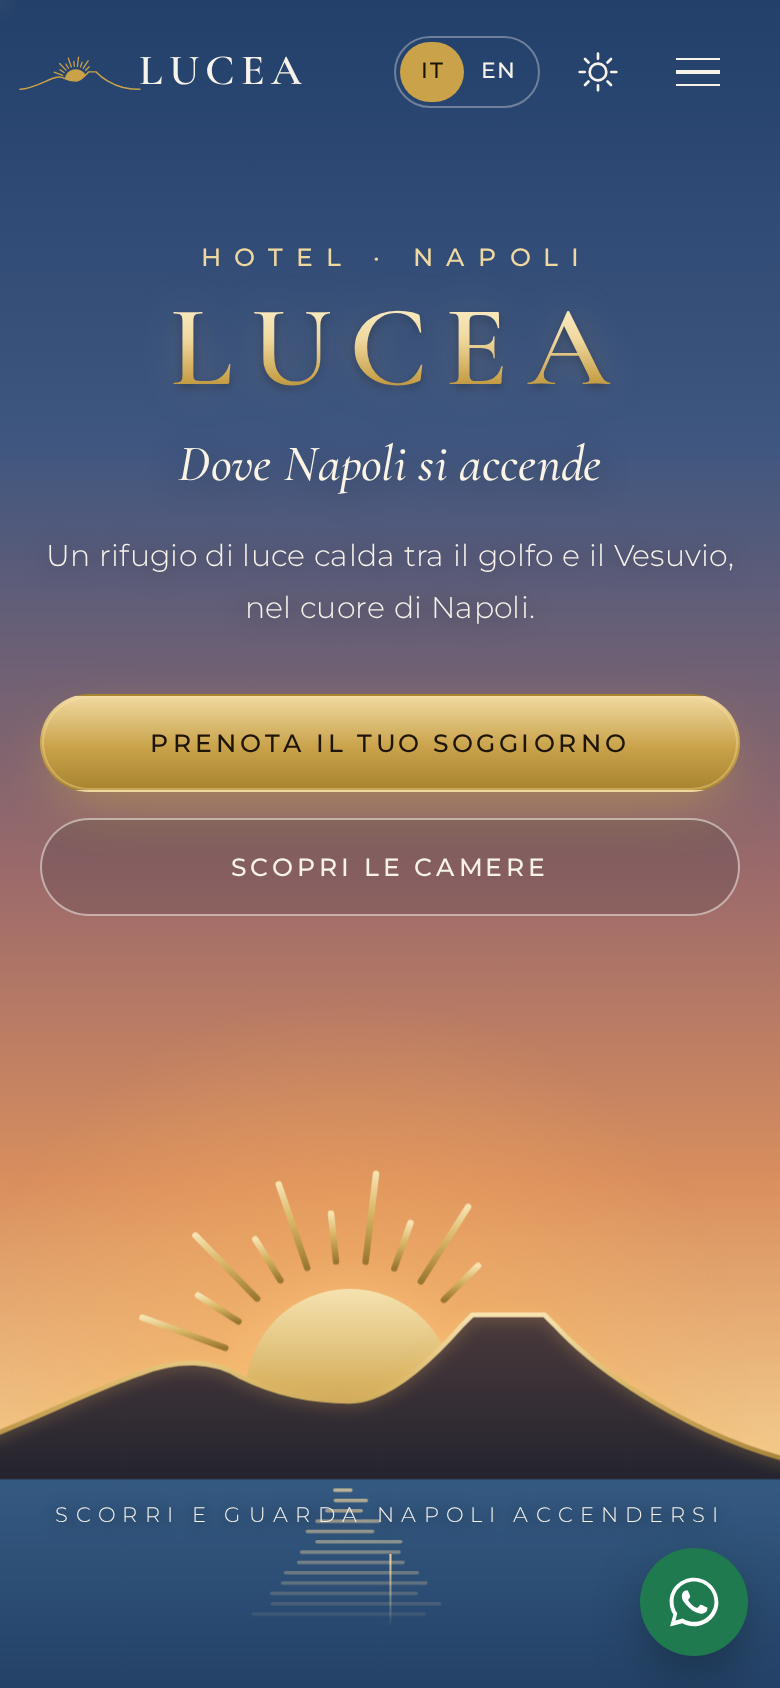 LUCEA
IT EN
HOTEL · NAPOLI
LUCEA
Dove Napoli si accende
Un rifugio di luce calda tra il golfo e il Vesuvio,
nel cuore di Napoli.
PRENOTA IL TUO SOGGIORNO
SCOPRI LE CAMERE
SCORRI E GUARDA NAPOLI ACCENDERSI